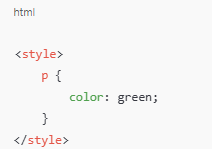 html
<style>
    p {
        color: green;
    }
</style>